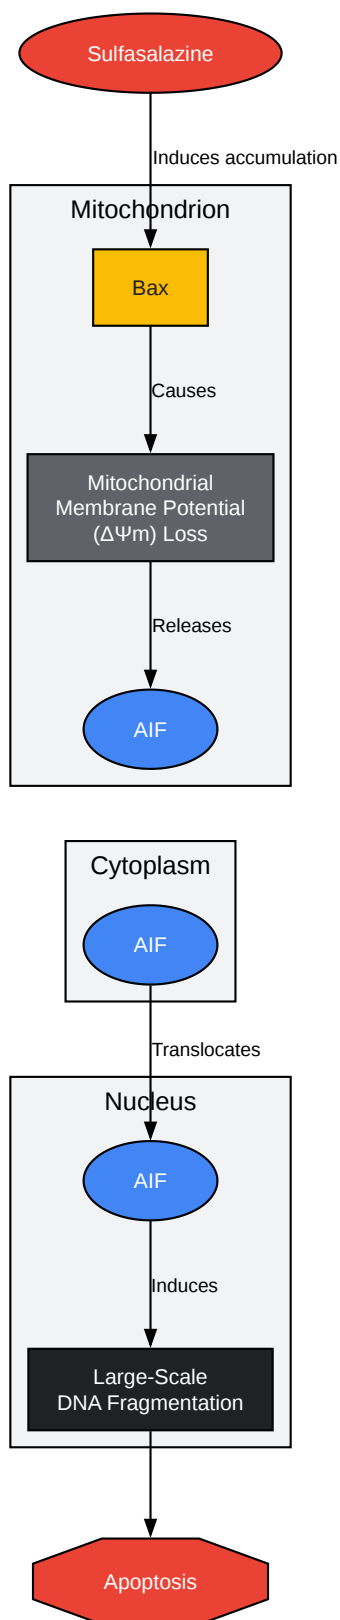 Sulfasalazine
Induces accumulation
Mitochondrion
Bax
Causes
Mitochondrial
Membrane Potential
(ΔΨm) Loss
Releases
AIF
Cytoplasm
AIF
Translocates
Nucleus
AIF
Induces
Large-Scale
DNA Fragmentation
Apoptosis